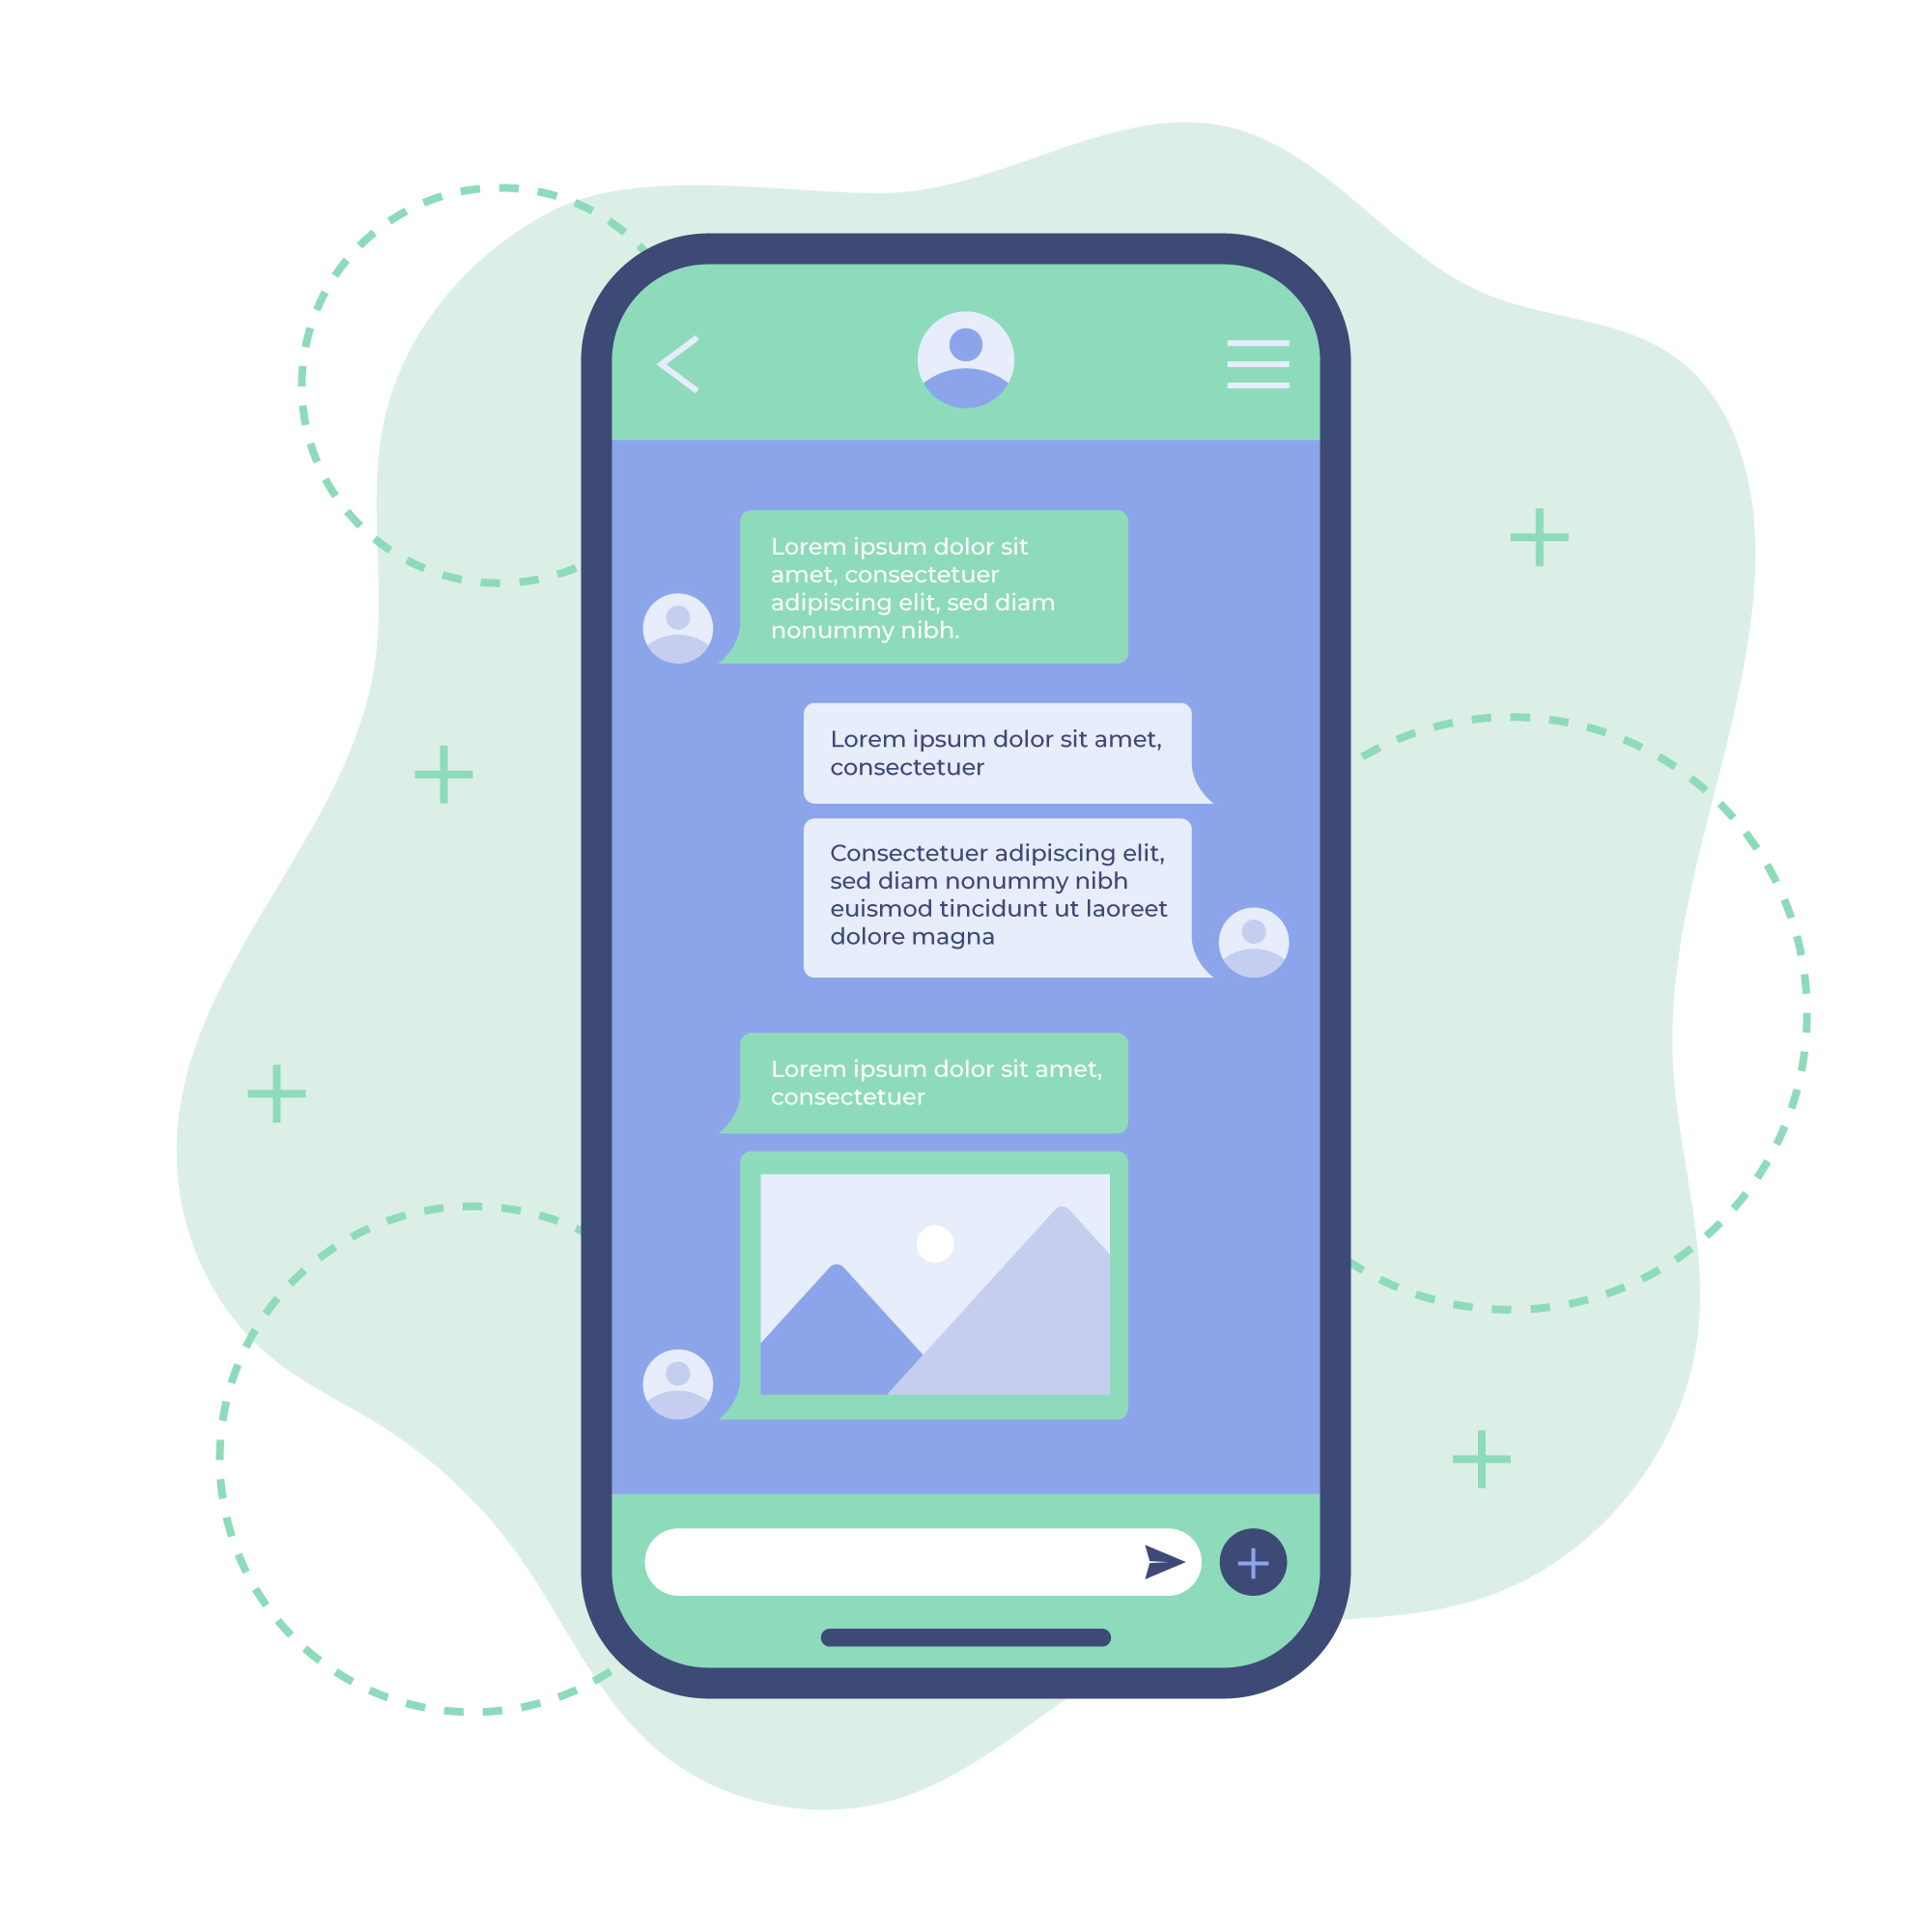 Lorem ipsum dolor sit
amet, consectetuer
adipiscing elit, sed diam
nonummy nibh.
Lorem ipsum dolor sit amet,
consectetuer
Consectetuer adipiscing elit,
sed diam nonummy nibh
euismod tincidunt ut laoreet
dolore magna
Lorem ipsum dolor sit amet,
consectetuer